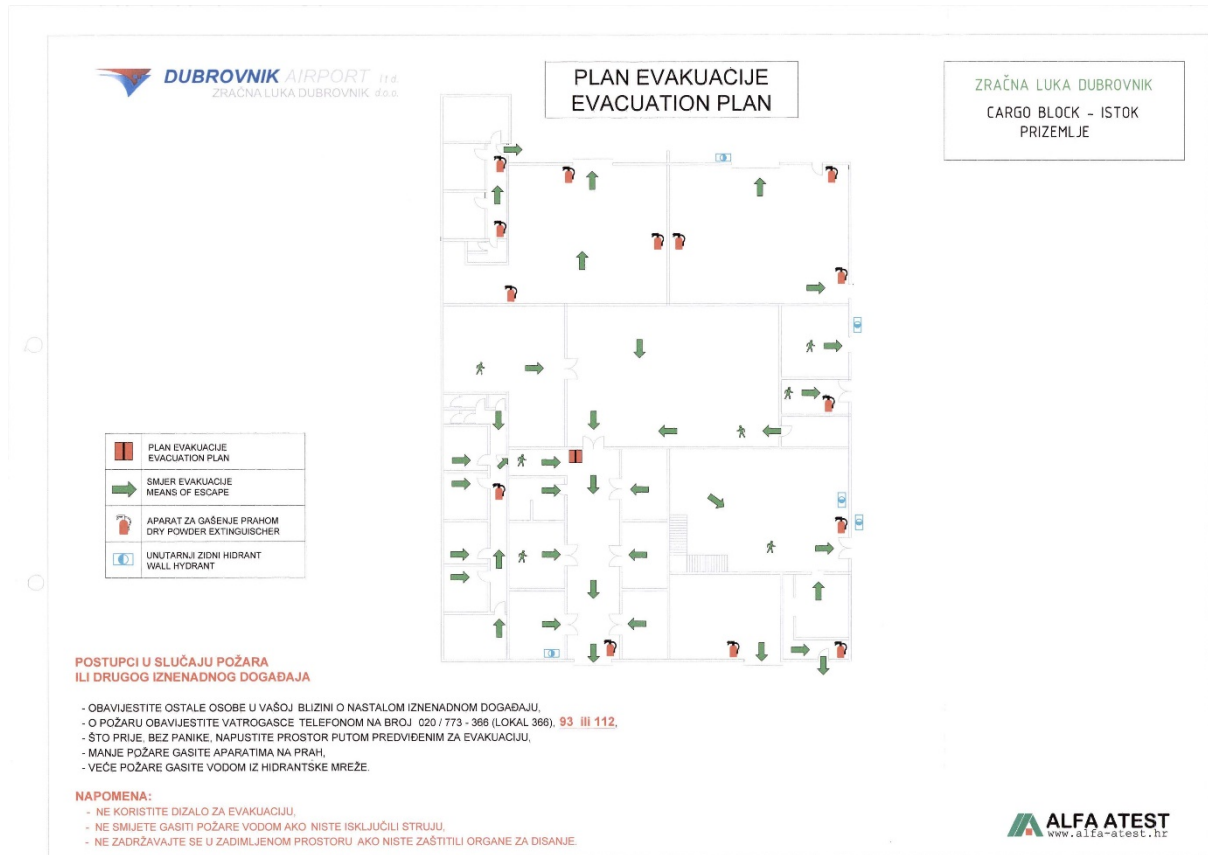 DUBROVNIK AIRPORT ltd.
ZRAČNA LUKA DUBROVNIK d.o.o.
PLAN EVAKUACIJE
EVACUATION PLAN
ZRAČNA LUKA DUBROVNIK
CARGO BLOCK - ISTOK
PRIZEMLJE
PLAN EVAKUCIJE
EVACUATION PLAN
SMJER EVAKUACIJE
MEANS OF ESCAPE
APARAT ZA GAŠENJE PRAHOM
DRY POWDER EXTINGUISCHER
UNUTARNJI ZIDNI HIDRANT
WALL HYDRANT
POSTUPCI U SLUČAJU POŽARA
ILI DRUGOG IZNENADNOG DOGAĐAJA
- OBAVIJESTITE OSTALE OSOBE U VAŠOJ BLIZINI O NASTALOM IZNENADNOM DOGAĐAJU,
- O POŽARU OBAVIJESTITE VATROGASCE TELEFONOM NA BROJ 020 / 773 - 366 (LOKAL 366), 93 ili 112,
- ŠTO PRIJE, BEZ PANIKE, NAPUSTITE PROSTOR PUTOM PREDVIĐENIM ZA EVAKUACIJU,
- MANJE POŽARE GASITE APARATIMA NA PRAH,
- VEĆE POŽARE GASITE VODOM IZ HIDRANTSKE MREŽE.
NAPOMENA:
- NE KORISTITE DIZALO ZA EVAKUACIJU,
- NE SMIJETE GASITI POŽARE VODOM AKO NISTE ISKLJUČILI STRUJU,
- NE ZADRŽAVAJTE SE U ZADIMLJENOM PROSTORU AKO NISTE ZAŠTITILI ORGANE ZA DISANJE.
ALFA ATEST
www.alfa-atest.hr